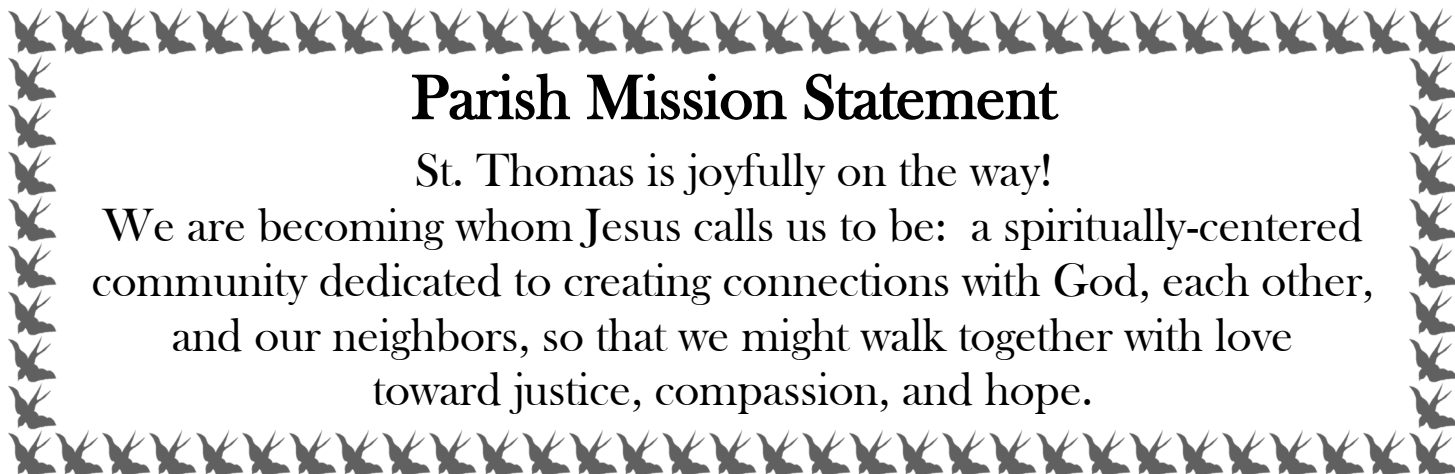 Parish Mission Statement
St. Thomas is joyfully on the way!
We are becoming whom Jesus calls us to be:  a spiritually-centered
community dedicated to creating connections with God, each other,
and our neighbors, so that we might walk together with love
toward justice, compassion, and hope.